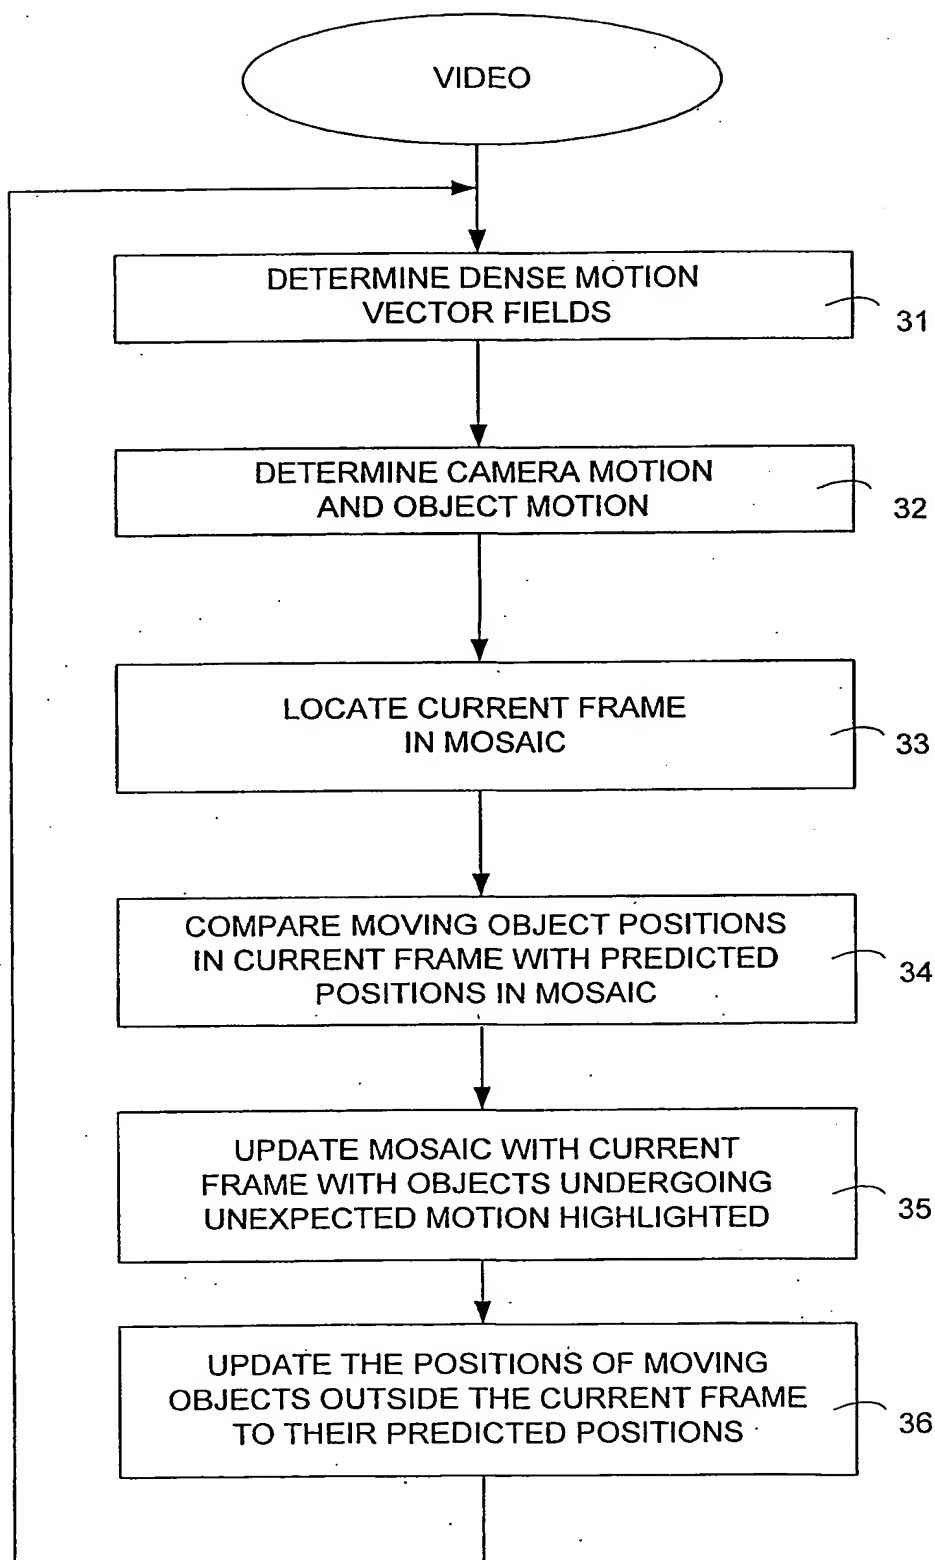 VIDEO
DETERMINE DENSE MOTION
VECTOR FIELDS
31
DETERMINE CAMERA MOTION
AND OBJECT MOTION
32
LOCATE CURRENT FRAME
IN MOSAIC
33
COMPARE MOVING OBJECT POSITIONS
IN CURRENT FRAME WITH PREDICTED
POSITIONS IN MOSAIC
34
UPDATE MOSAIC WITH CURRENT
FRAME WITH OBJECTS UNDERGOING
UNEXPECTED MOTION HIGHLIGHTED
35
UPDATE THE POSITIONS OF MOVING
OBJECTS OUTSIDE THE CURRENT FRAME
TO THEIR PREDICTED POSITIONS
36